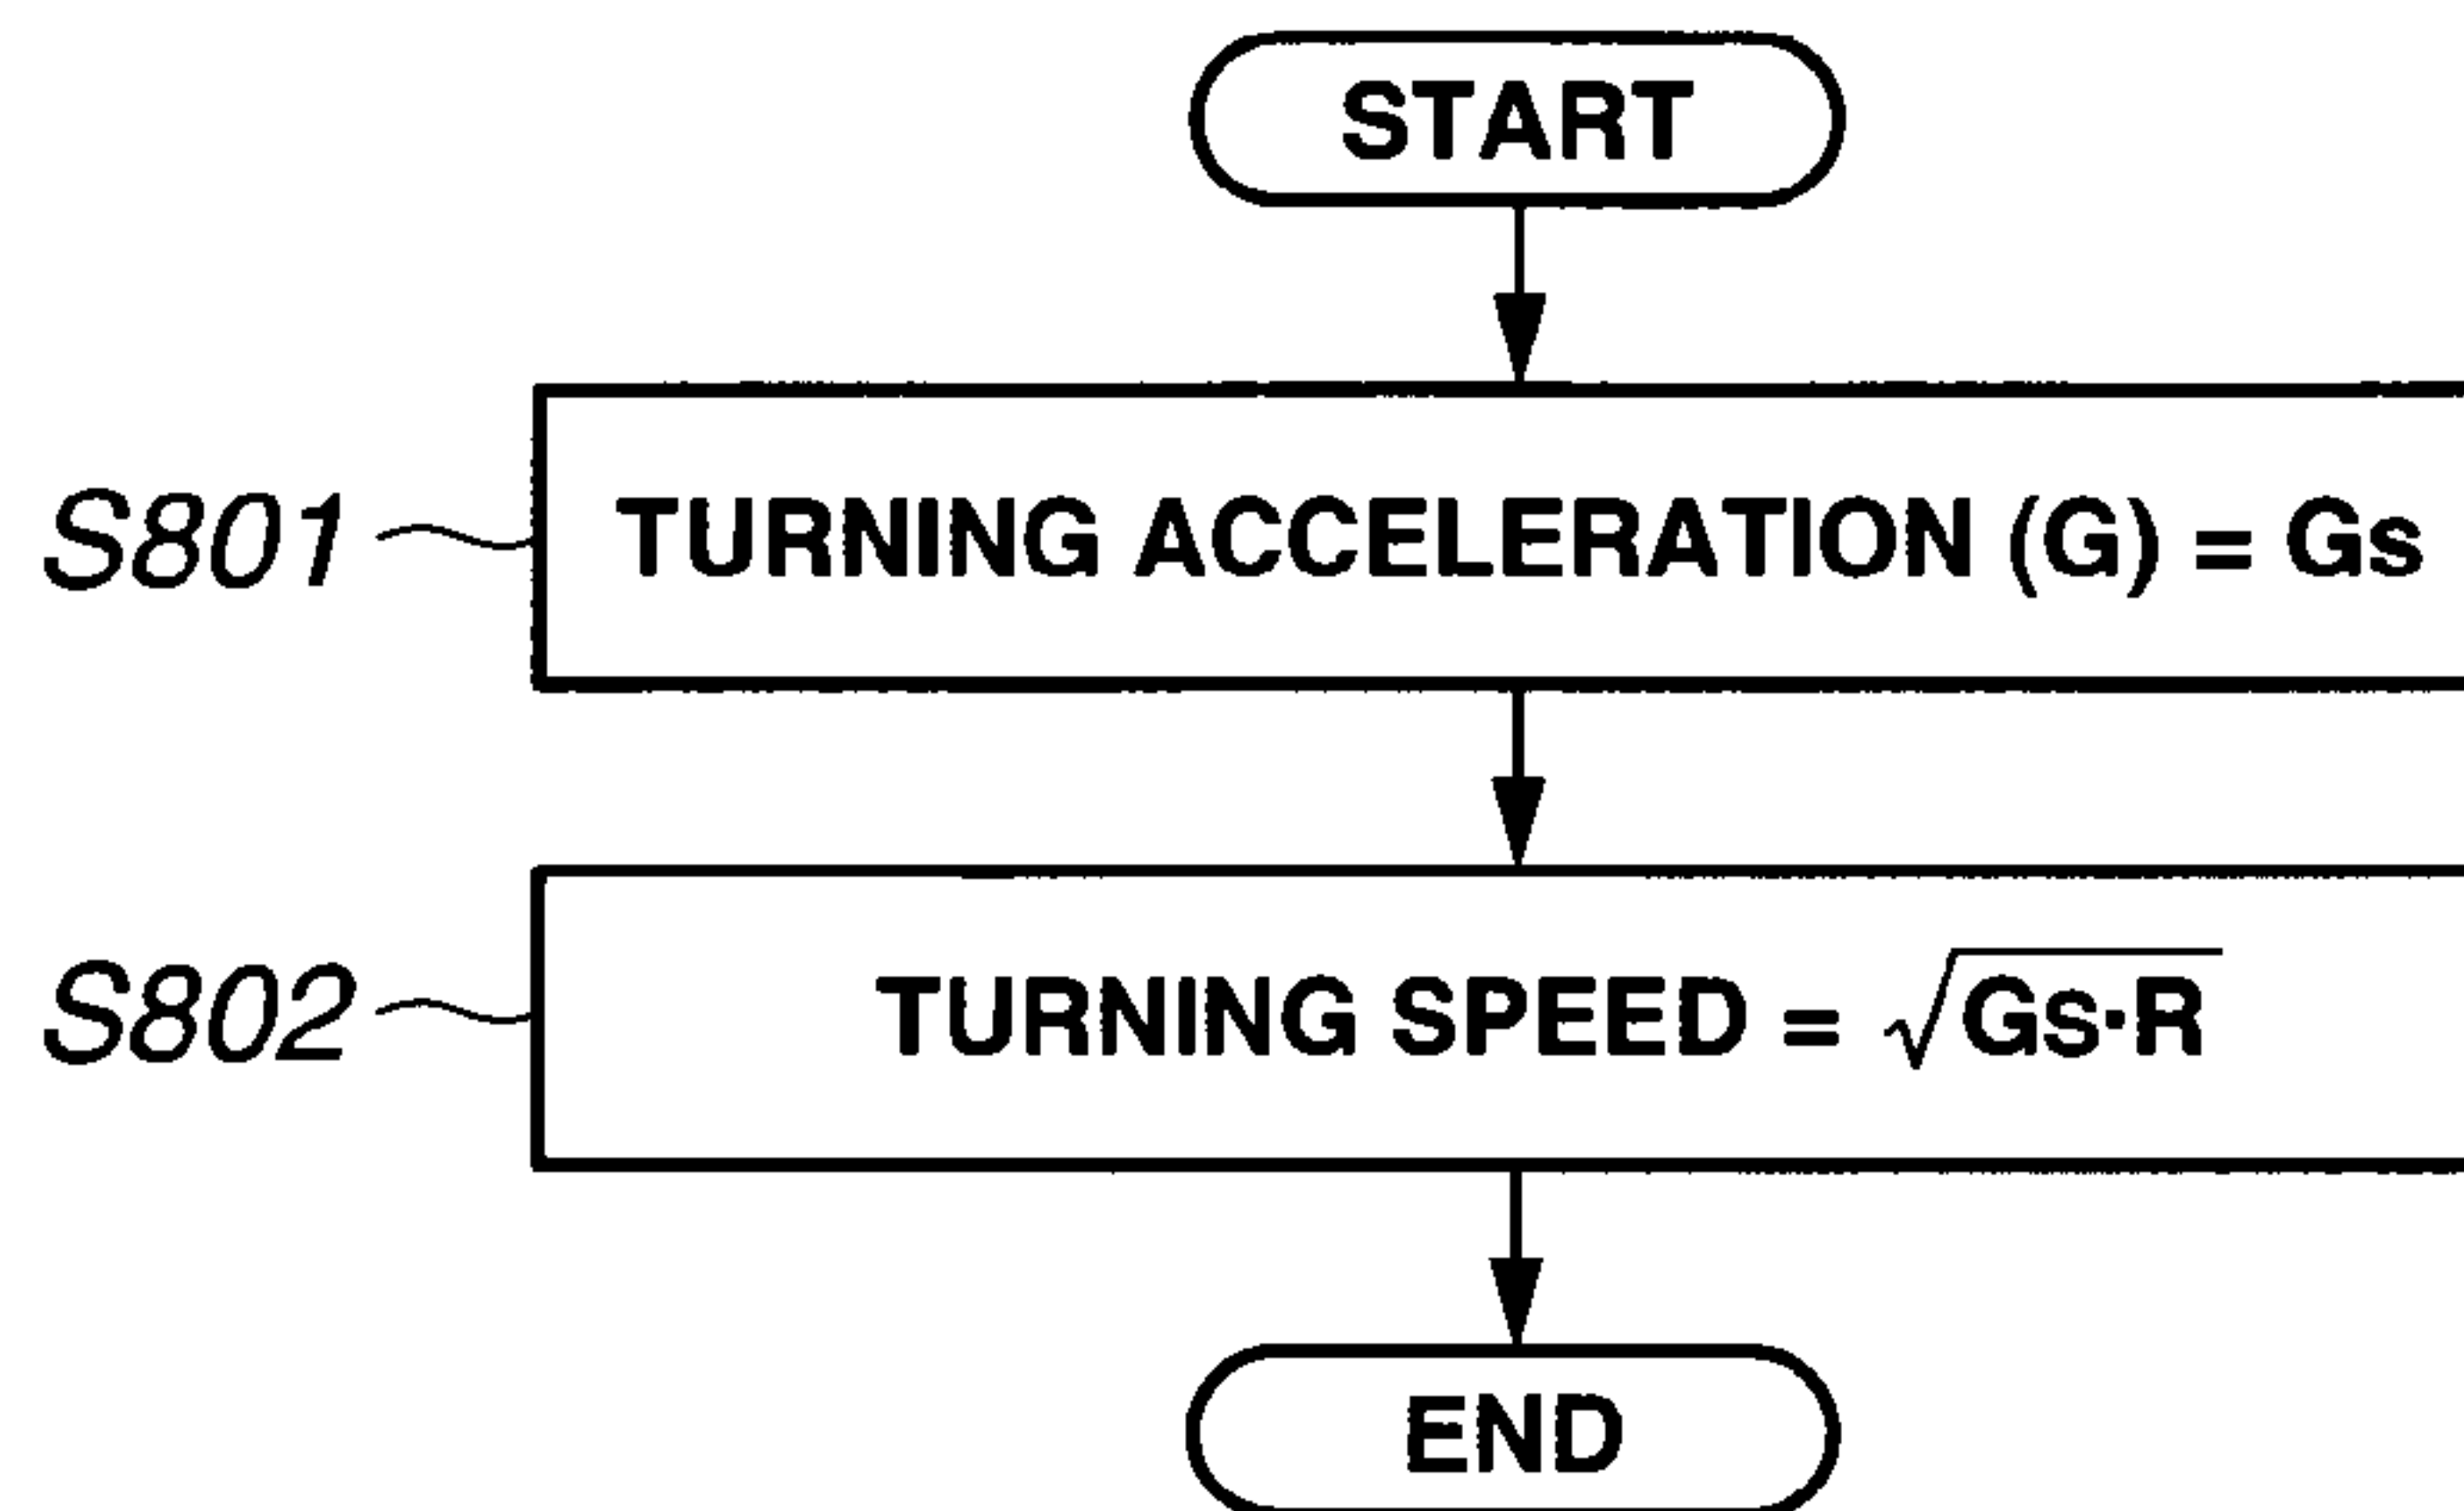 START
S801
TURNING ACCELERATION (G) = Gs
S802
TURNING SPEED = √Gs·R
END